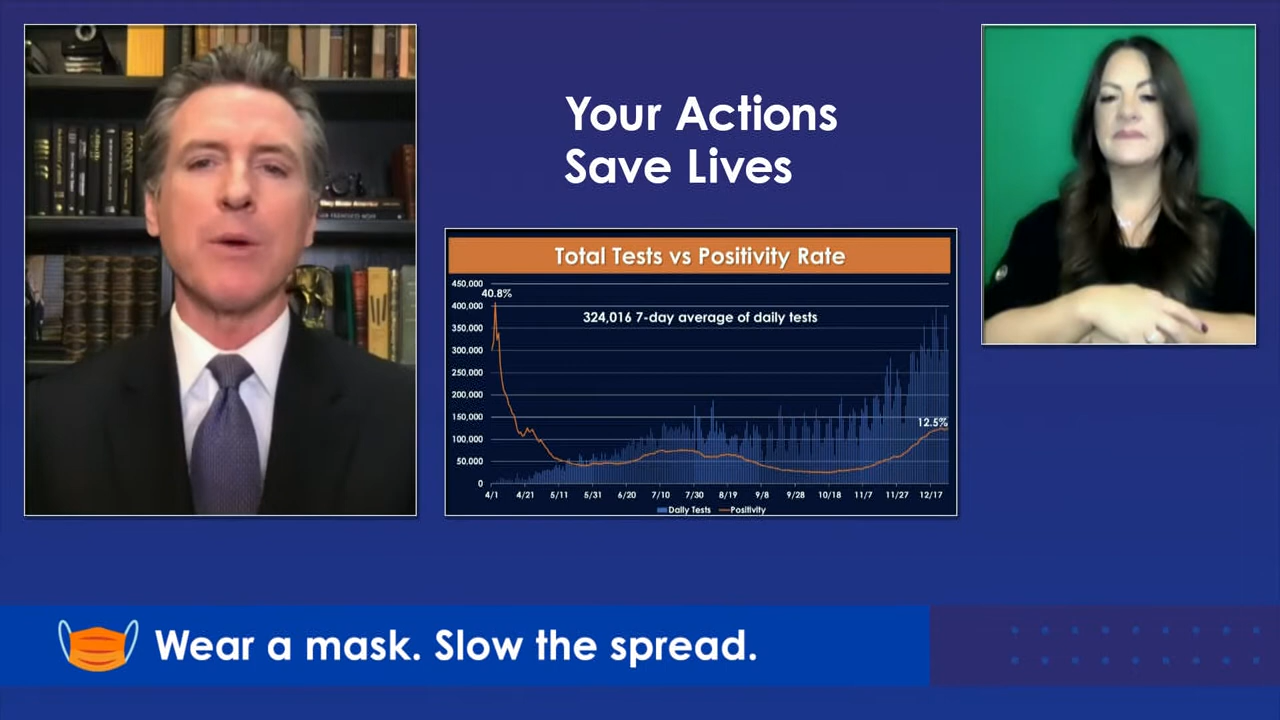 MONEY
SAN FRANCISCO NOIR
Your Actions
Save Lives
Total Tests vs Positivity Rate
450,000
40.8%
400,000
324,016 7-day average of daily tests
350,000
300,000
250,000
200,000
150,000
12.5%
100,000
50,000
0
4/1 4/21 5/11 5/31 6/20 7/10 7/30 8/19 9/8 9/28 10/18 11/7 11/27 12/17
Daily Tests Positivity
Wear a mask. Slow the spread.